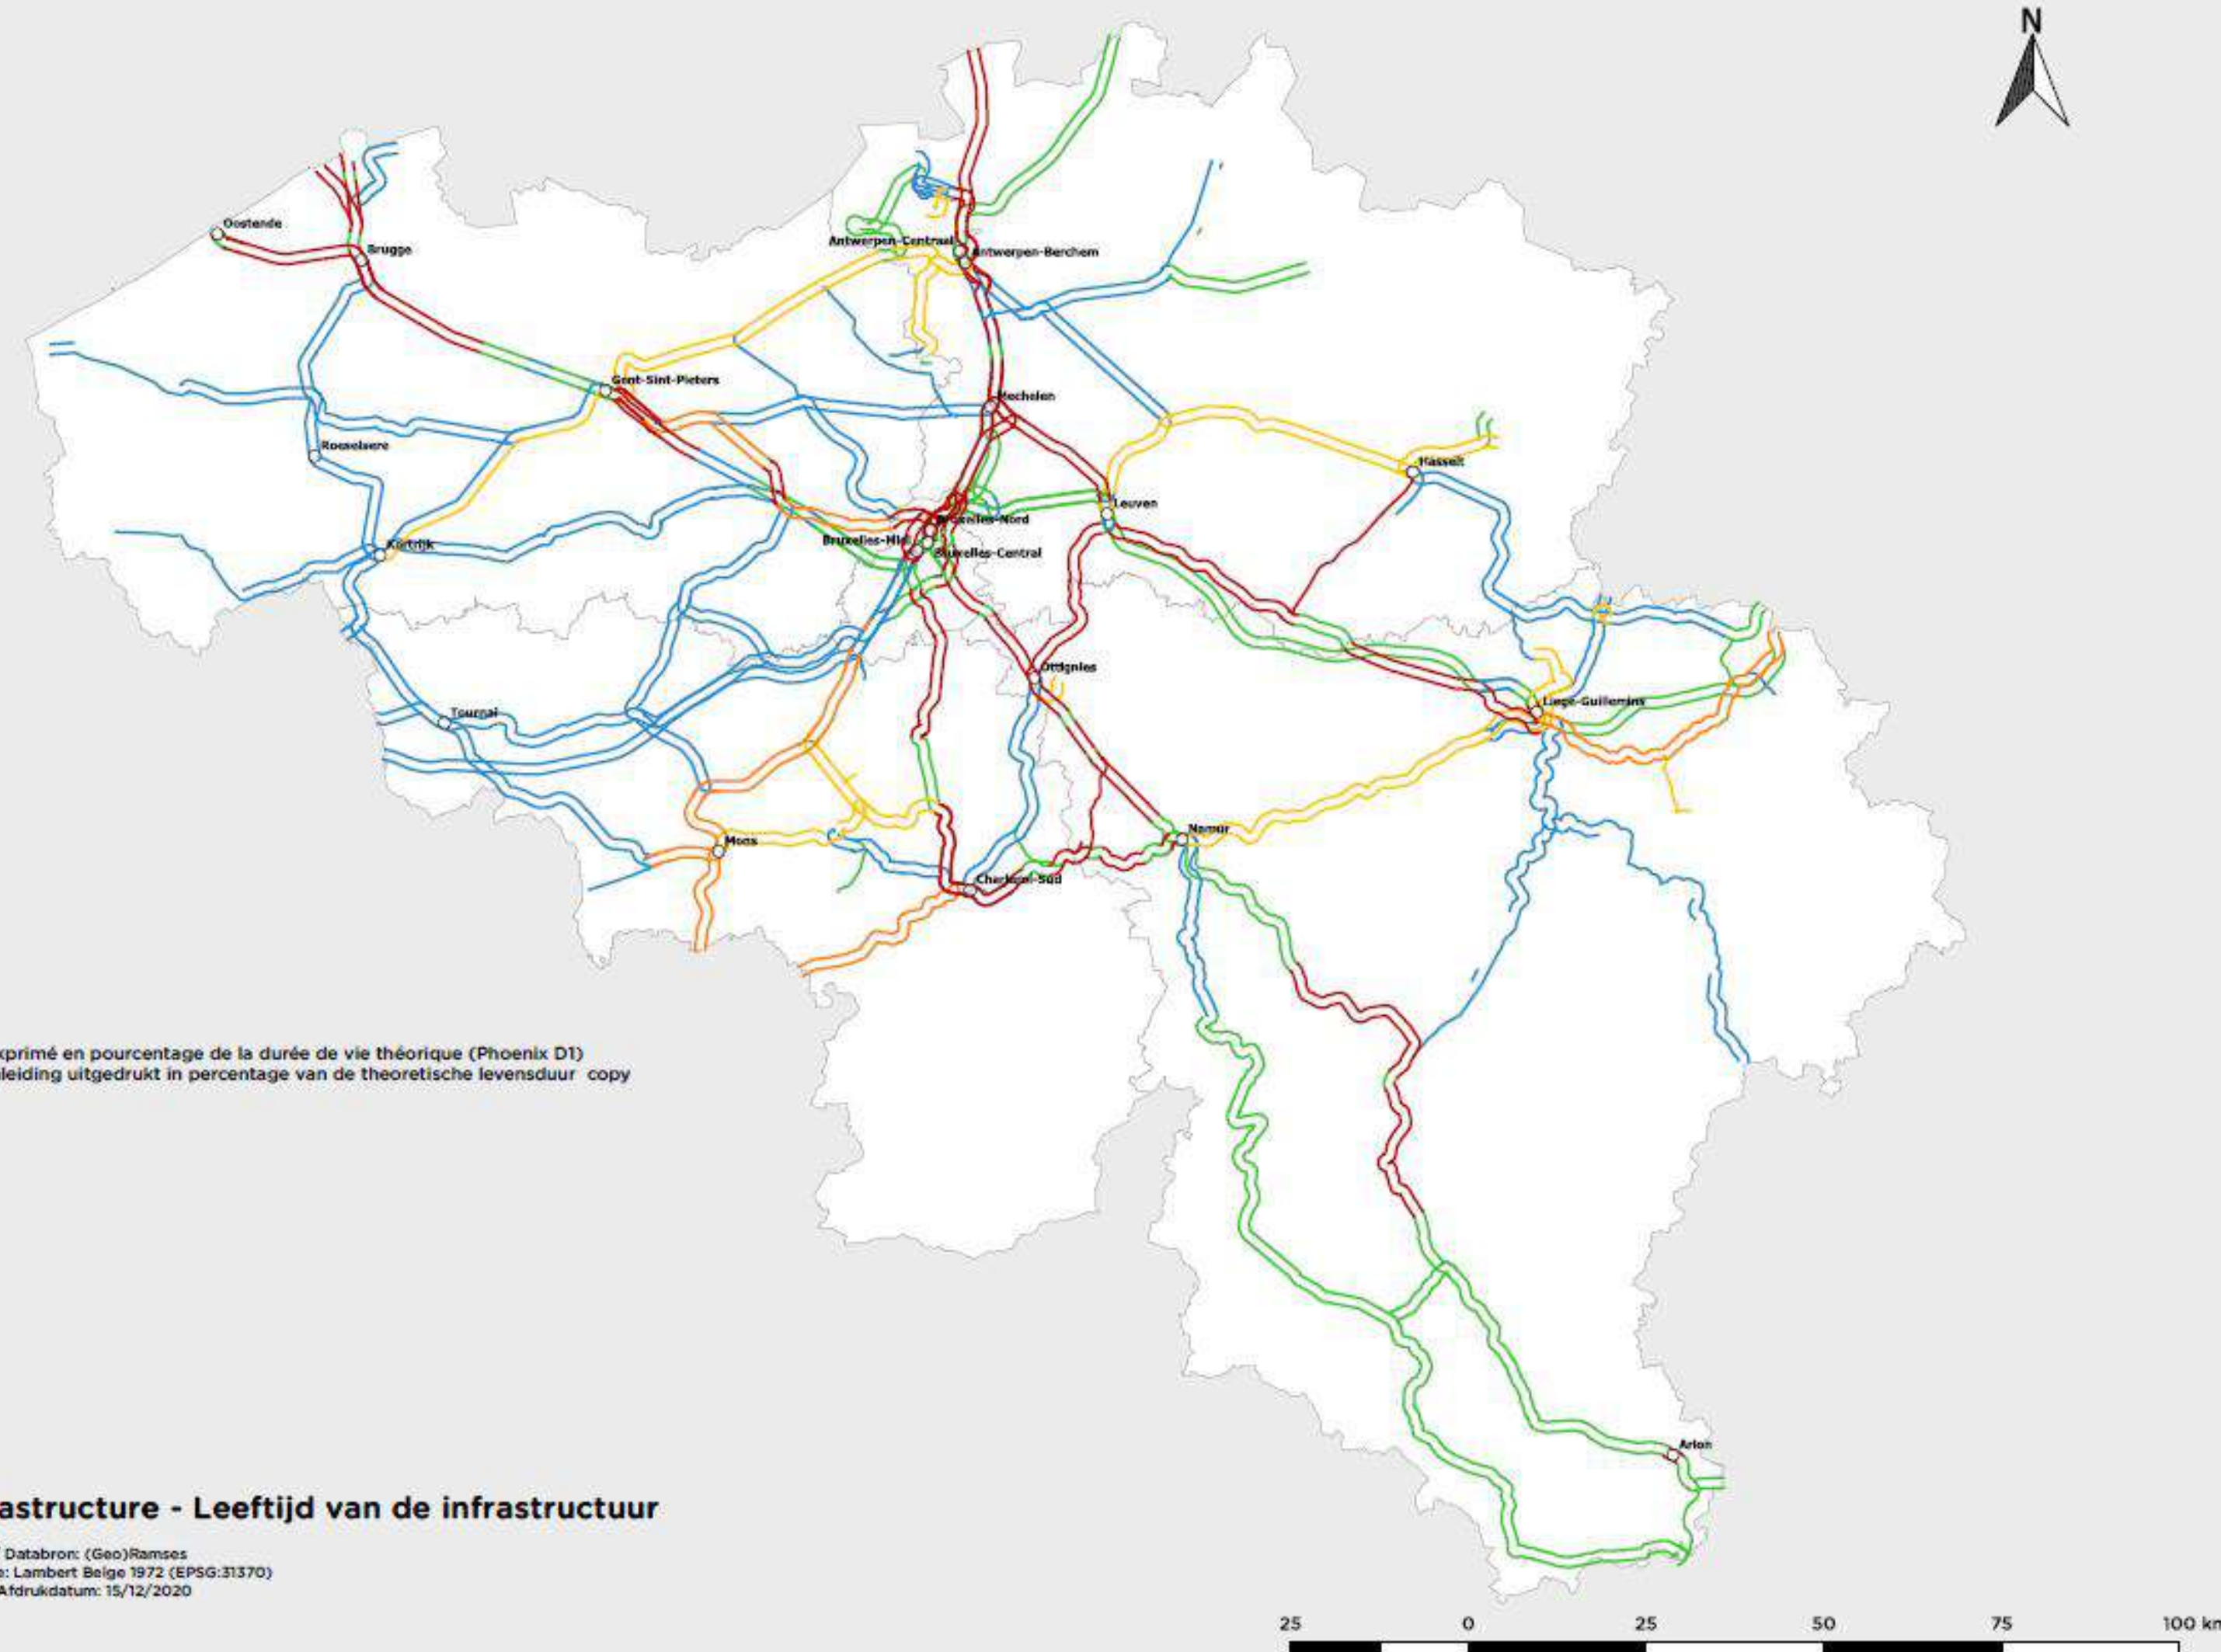 N
Oostende
Brugge
Antwerpen-Centraal
Antwerpen-Berchem
Gent-Sint-Pieters
Mechelen
Roeselsere
Hasselt
Leuven
Bruxelles-Nord
Bruxelles-Midi
Bruxelles-Central
Kortrijk
Ottignies
Liege-Guillemins
Tournai
Namur
Mons
Charleroi-Sud
xprimé en pourcentage de la durée de vie théorique (Phoenix D1)
leiding uitgedrukt in percentage van de theoretische levensduur copy
Arlon
astructure - Leeftijd van de infrastructuur
Databron: (Geo)Ramses
e: Lambert Belge 1972 (EPSG:31370)
Afdrukdatum: 15/12/2020
25 0 25 50 75 100 km